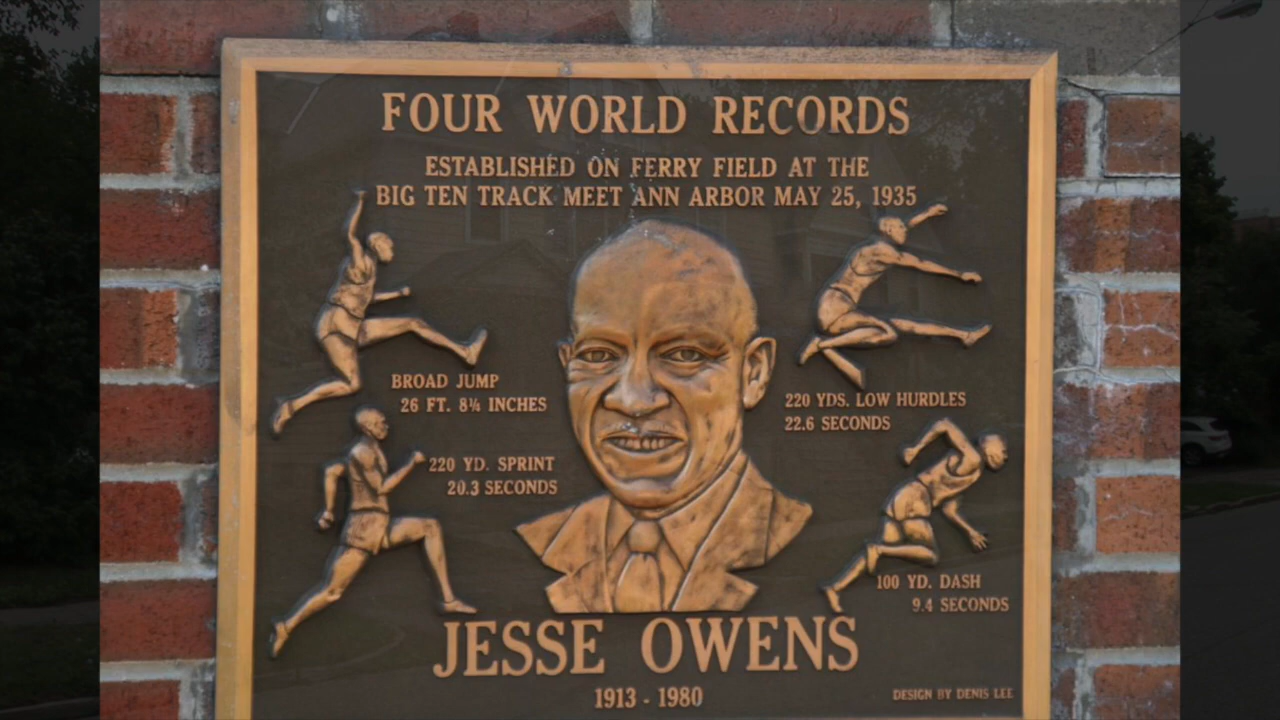 FOUR WORLD RECORDS
ESTABLISHED ON FERRY FIELD AT THE
BIG TEN TRACK MEET ANN ARBOR MAY 25, 1935
BROAD JUMP
26 FT. 8¼ INCHES
220 YDS. LOW HURDLES
22.6 SECONDS
220 YD. SPRINT
20.3 SECONDS
100 YD. DASH
9.4 SECONDS
JESSE OWENS
1913 - 1980
DESIGN BY DENIS LEE